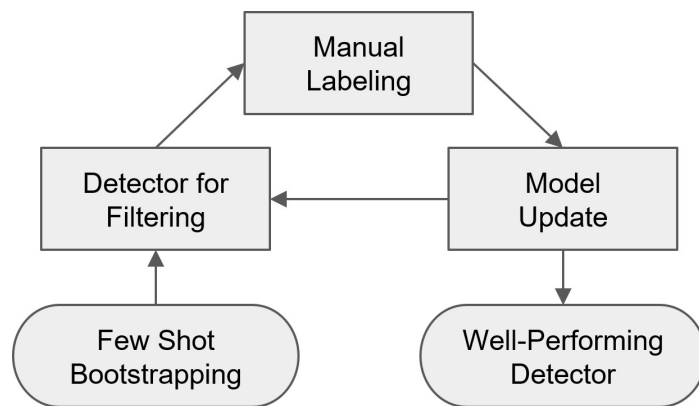 Manual
Labeling
Detector for
Filtering
Model
Update
Few Shot
Bootstrapping
Well-Performing
Detector